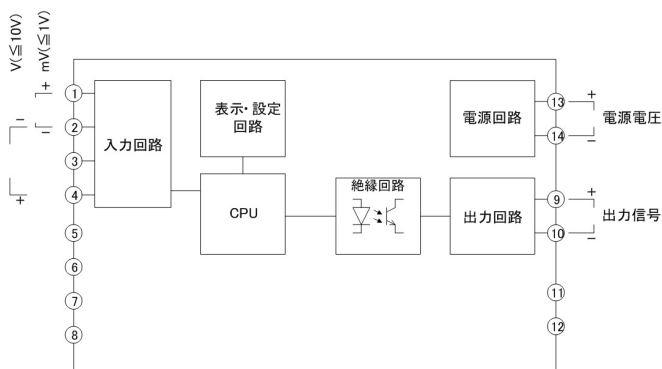 V(≦10V)
mV(≦1V)
+
−
−
+
−
+
1
2
3
4
5
6
7
8
入力回路
表示・設定
回路
CPU
絶縁回路
電源回路
出力回路
13
14
9
10
11
12
+
電源電圧
−
+
出力信号
−